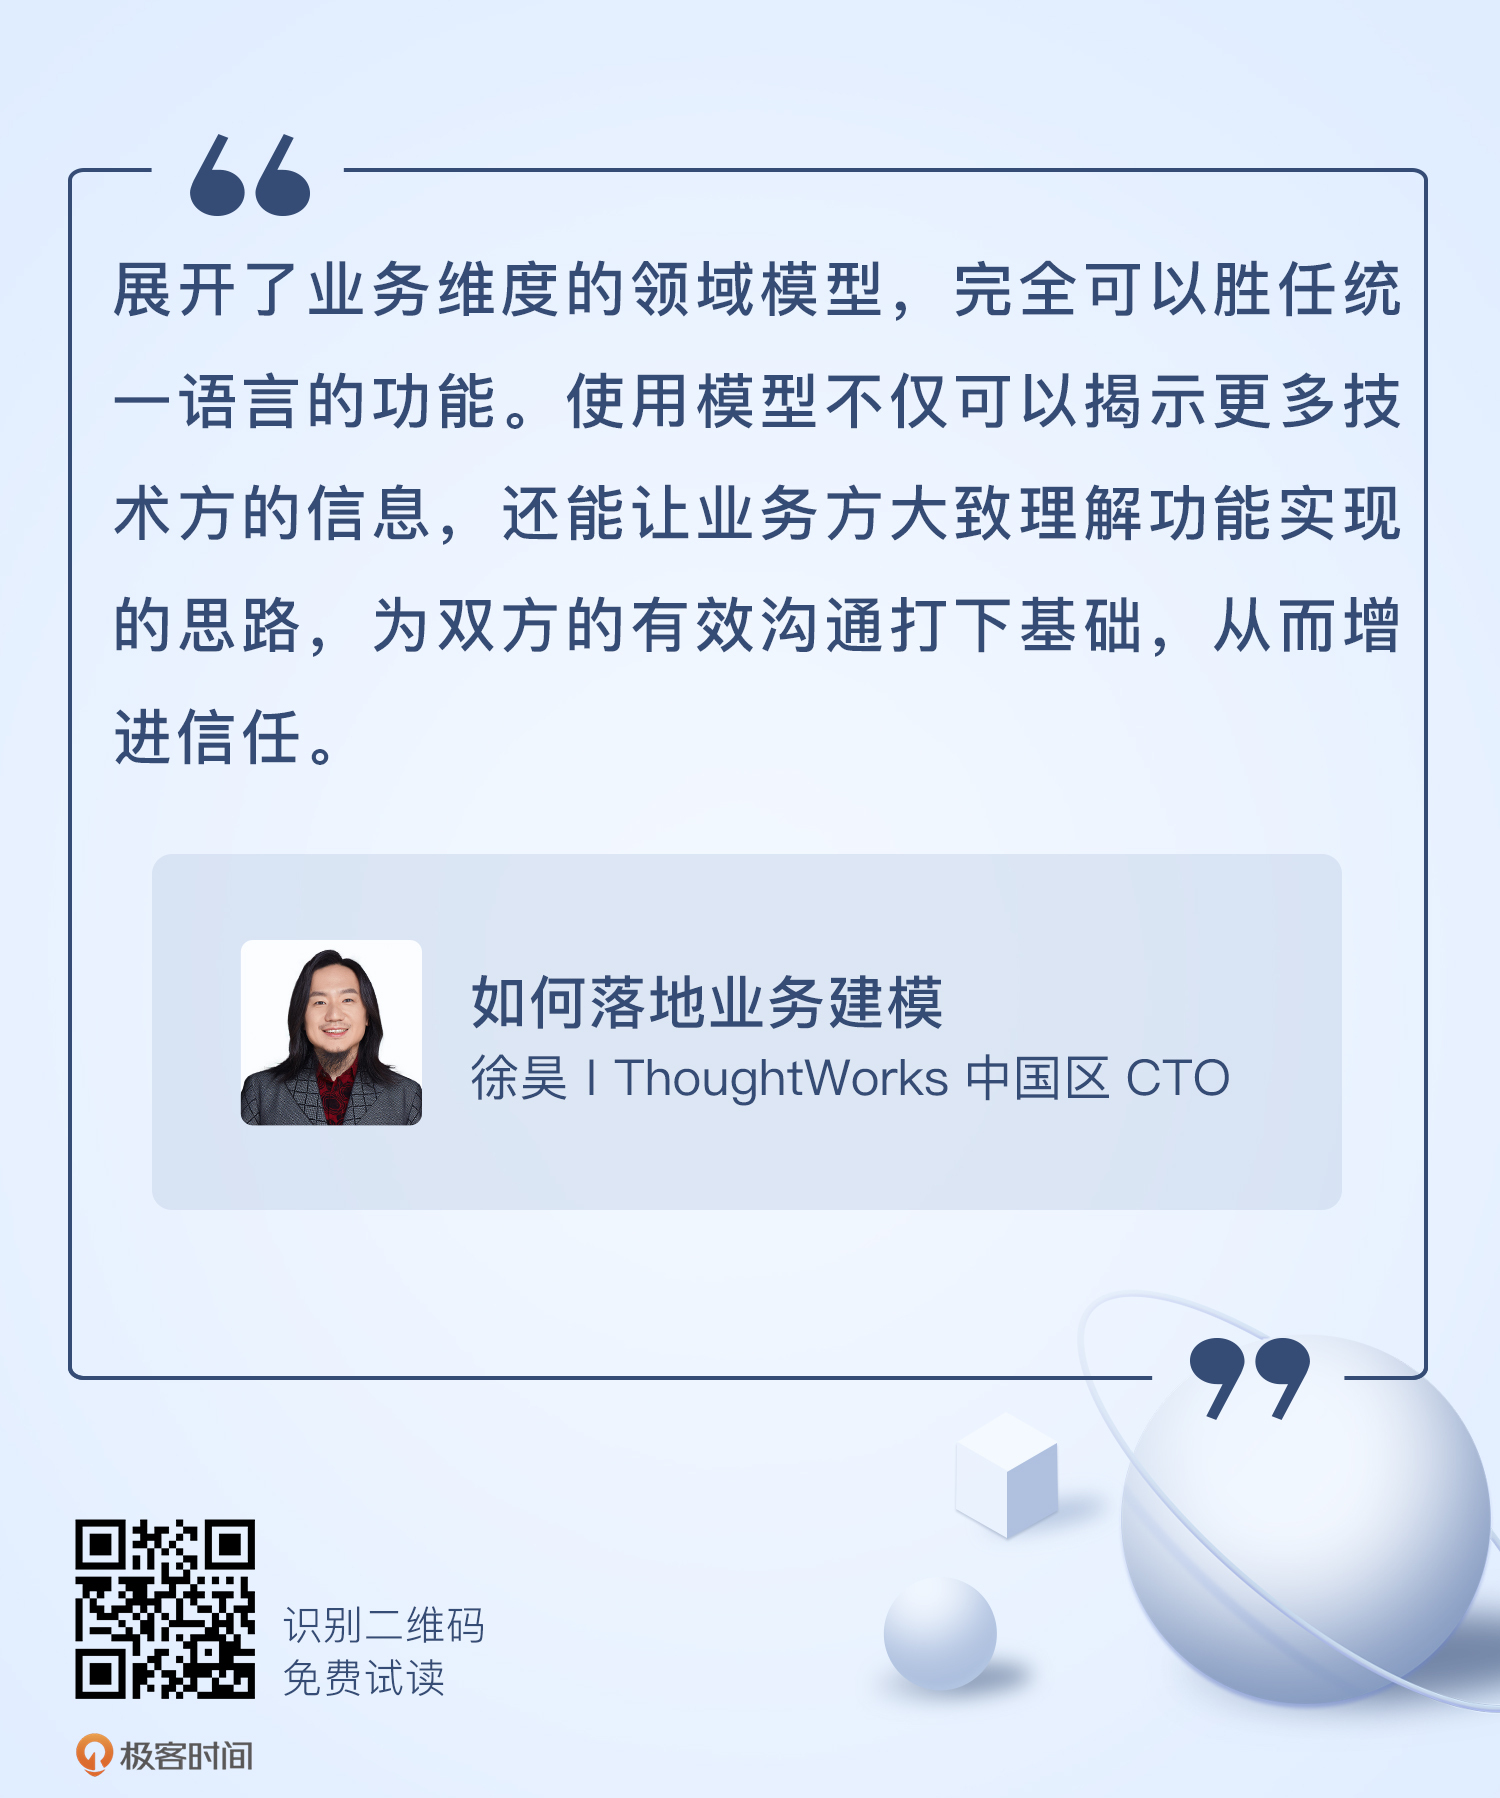 展开了业务维度的领域模型，完全可以胜任统
一语言的功能。使用模型不仅可以揭示更多技
术方的信息，还能让业务方大致理解功能实现
的思路，为双方的有效沟通打下基础，从而增
进信任。
如何落地业务建模
徐昊 | ThoughtWorks 中国区 CTO
识别二维码
免费试读
极客时间